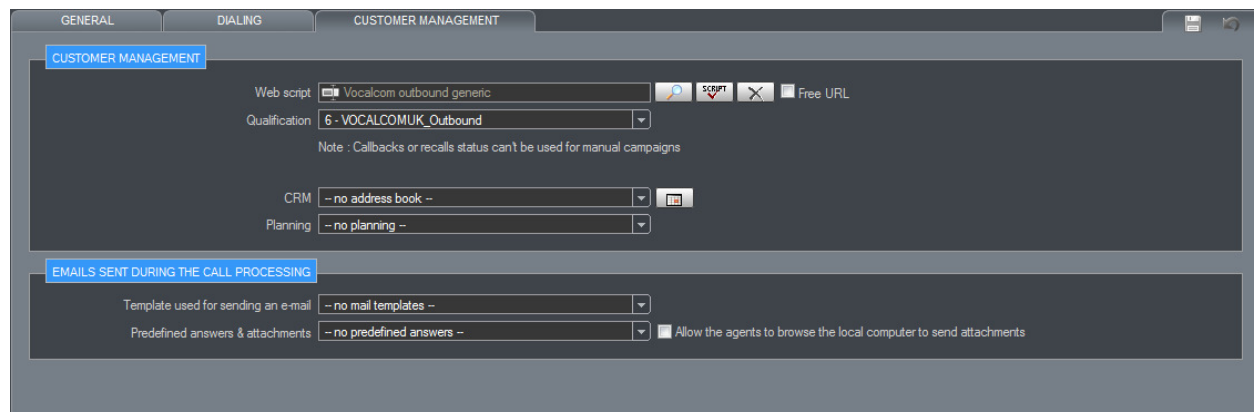 GENERAL DIALING CUSTOMER MANAGEMENT
CUSTOMER MANAGEMENT
Web script Vocalcom outbound generic SCRIPT Free URL
Qualification 6 - VOCALCOMUK_Outbound
Note : Callbacks or recalls status can't be used for manual campaigns
CRM -- no address book --
Planning -- no planning --
EMAILS SENT DURING THE CALL PROCESSING
Template used for sending an e-mail -- no mail templates --
Predefined answers & attachments -- no predefined answers -- Allow the agents to browse the local computer to send attachments